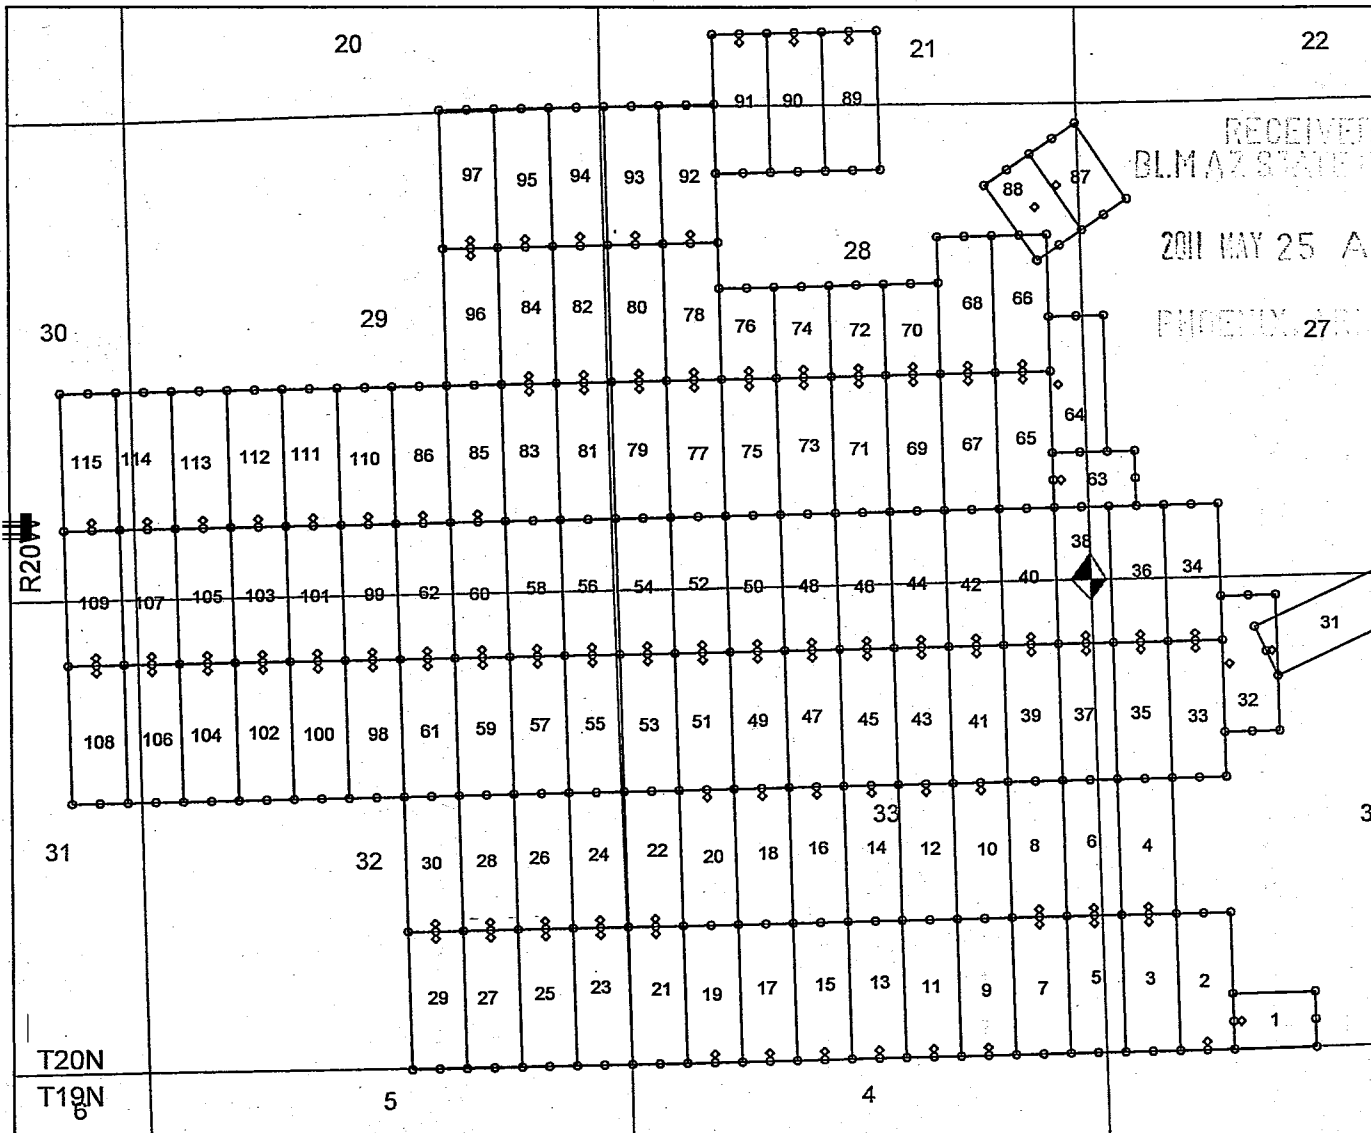 20 21 22
91 90 89
RECEIVED
97 95 94 93 92 88 87
BLM AZ STATE
28 2011 MAY 25 A
96 84 82 80 78 76 74 72 70 68 66
30 29 PHOENIX, 27
115 114 113 112 111 110 86 85 83 81 79 77 75 73 71 69 67 65 64
63
R20W
109 107 105 103 101 99 62 60 58 56 54 52 50 48 46 44 42 40 38 36 34
31
108 106 104 102 100 98 61 59 57 55 53 51 49 47 45 43 41 39 37 35 33 32
33 3
31 32 30 28 26 24 22 20 18 16 14 12 10 8 6 4
29 27 25 23 21 19 17 15 13 11 9 7 5 3 2
1
T20N
T19N
6 5 4